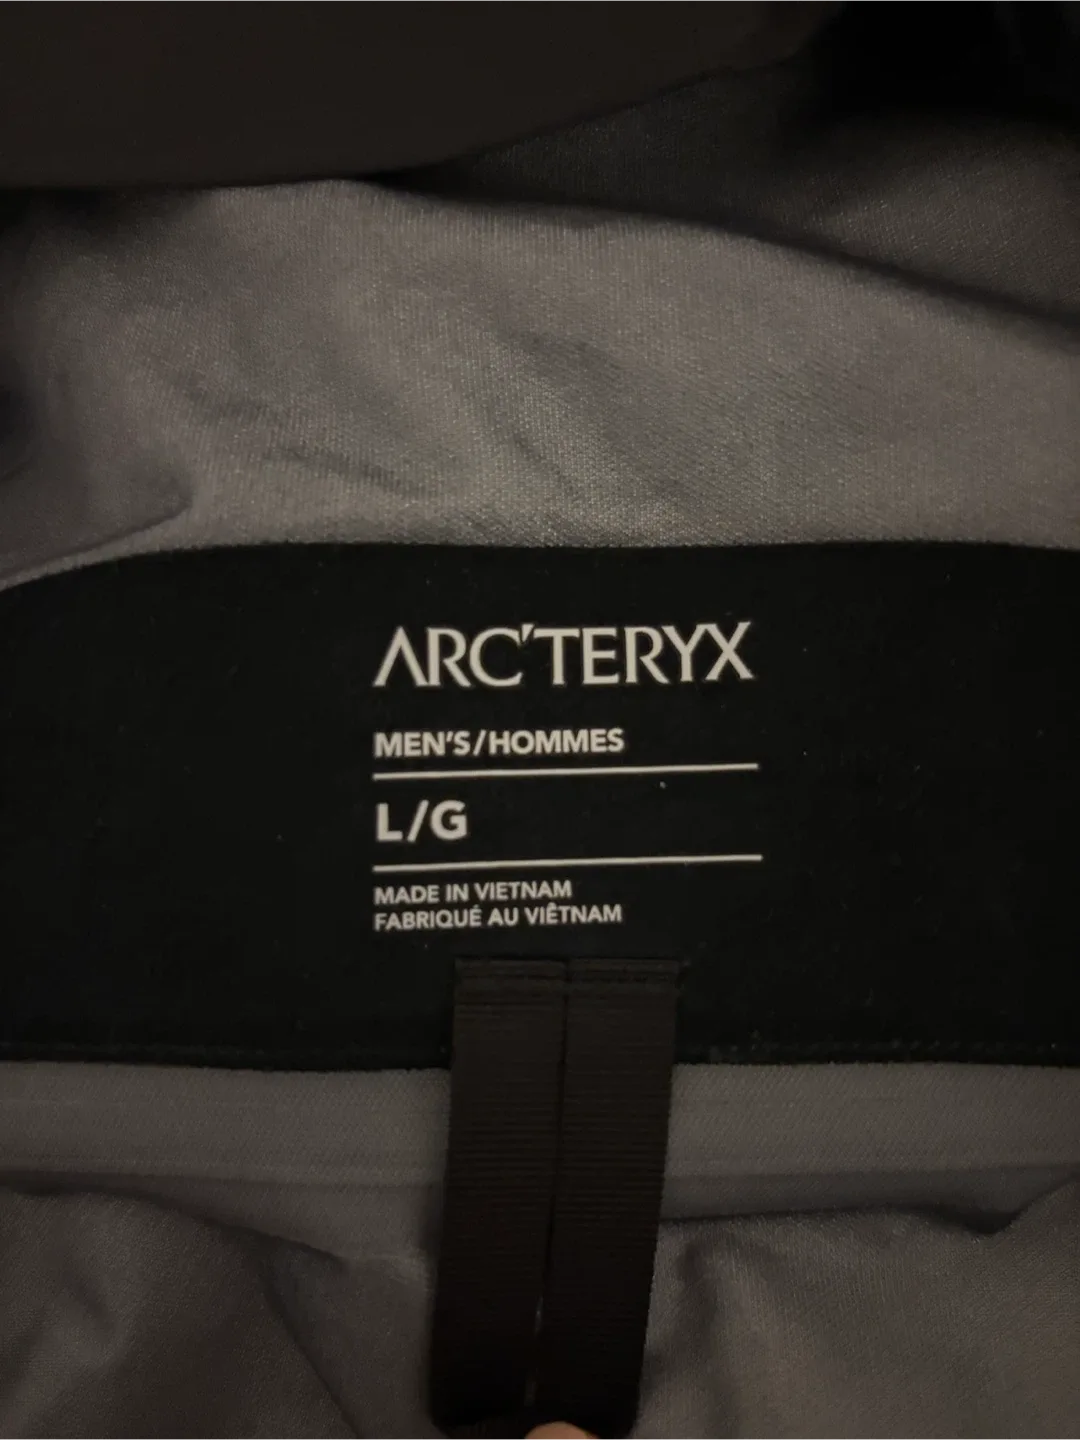 ARC'TERYX
MEN'S/HOMMES
L/G
MADE IN VIETNAM
FABRIQUÉ AU VIÊTNAM